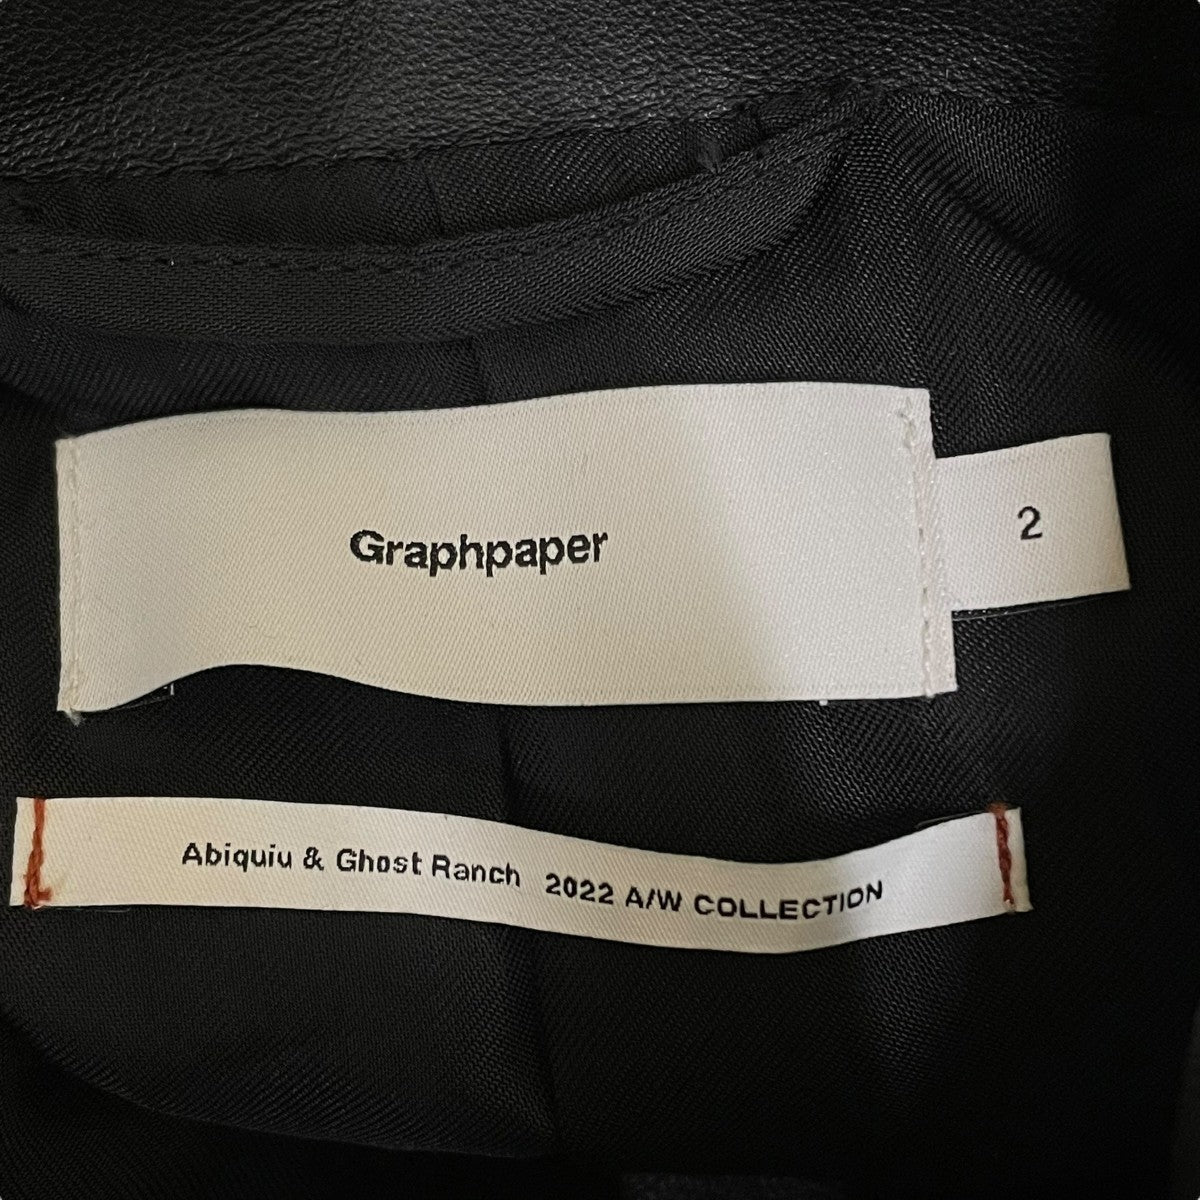 Graphpaper
2
Abiquiu & Ghost Ranch 2022 A/W COLLECTION